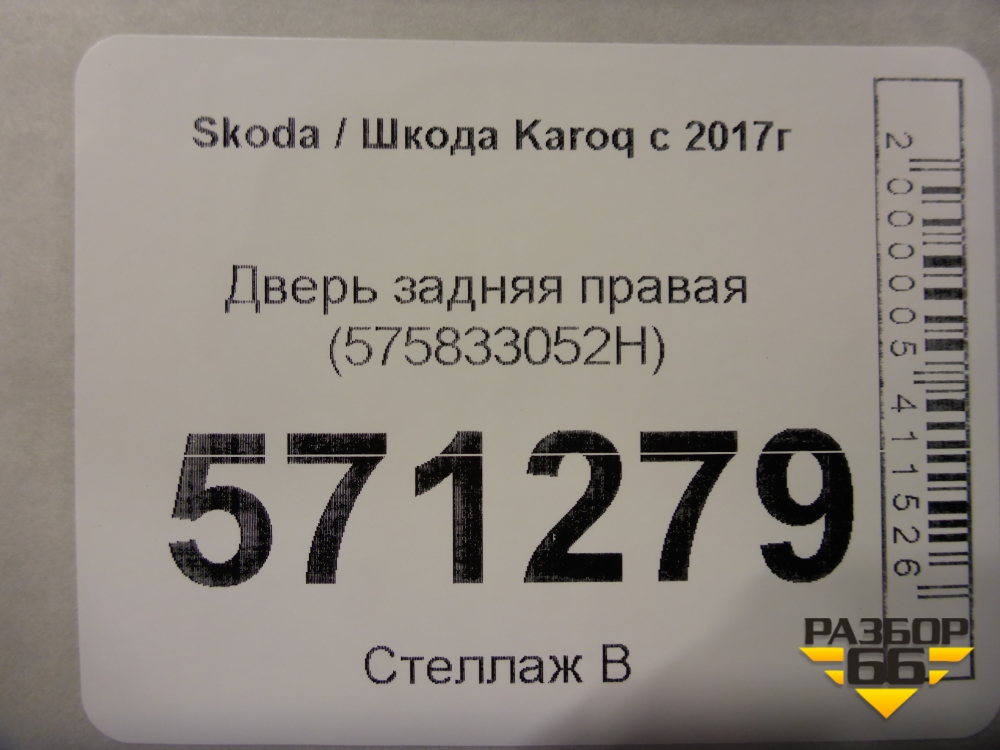 Skoda / Шкода Karoq с 2017г
Дверь задняя правая
(575833052H)
571279
Стеллаж В
2000005411526
РАЗБОР
66